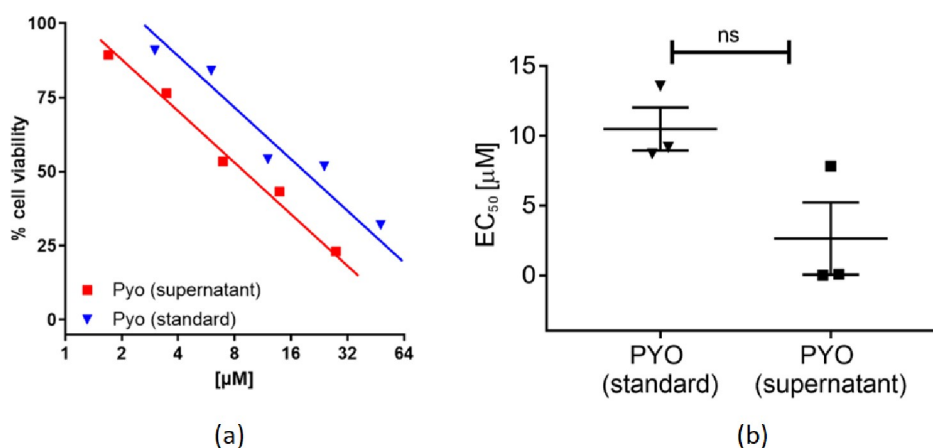 100
75
50
25
0
% cell viability
Pyo (supernatant)
Pyo (standard)
1 2 4 8 16 32 64
[µM]
(a)
ns
15
10
5
0
EC₅₀ [µM]
PYO PYO
(standard) (supernatant)
(b)